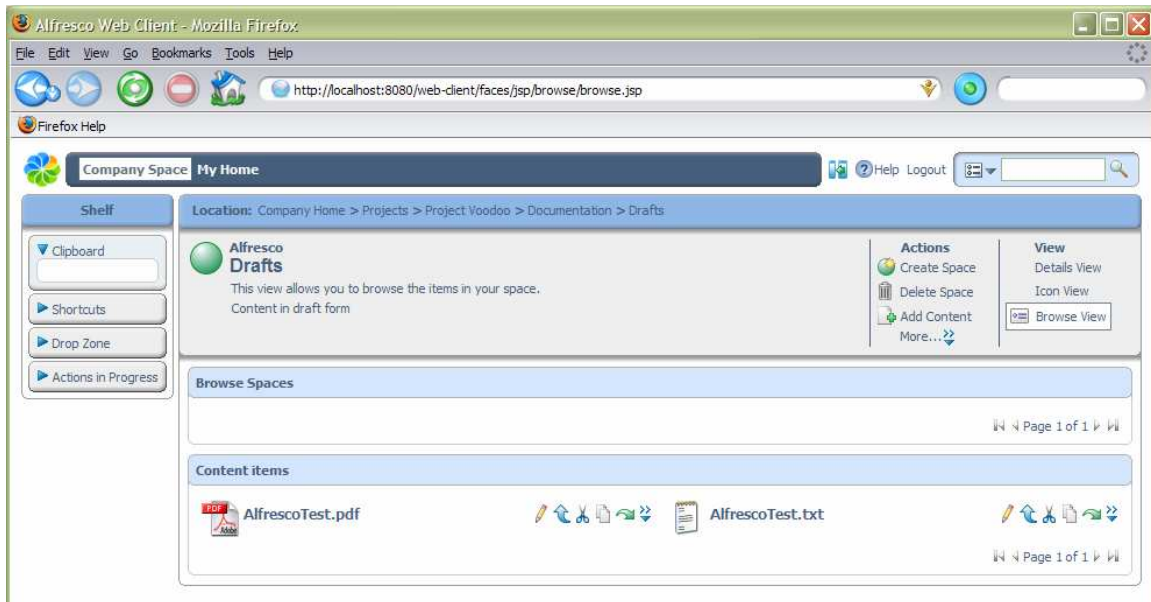 Alfresco Web Client - Mozilla Firefox
File Edit View Go Bookmarks Tools Help
http://localhost:8080/web-client/faces/jsp/browse/browse.jsp
Firefox Help
Company Space My Home
Help Logout
Shelf
Clipboard
Shortcuts
Drop Zone
Actions in Progress
Location: Company Home > Projects > Project Voodoo > Documentation > Drafts
Alfresco
Drafts
This view allows you to browse the items in your space.
Content in draft form
Actions
Create Space
Delete Space
Add Content
More...
View
Details View
Icon View
Browse View
Browse Spaces
Page 1 of 1
Content items
PDF Adobe AlfrescoTest.pdf
AlfrescoTest.txt
Page 1 of 1